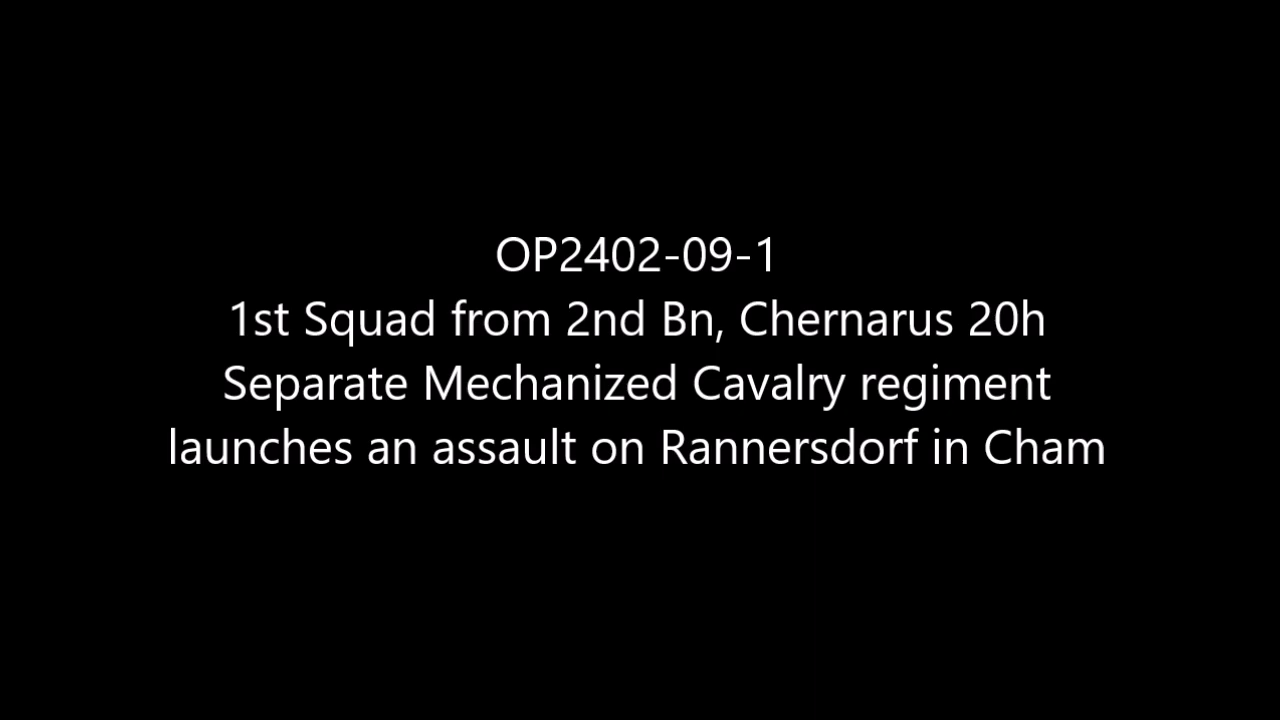 OP2402-09-1
1st Squad from 2nd Bn, Chernarus 20h
Separate Mechanized Cavalry regiment
launches an assault on Rannersdorf in Cham